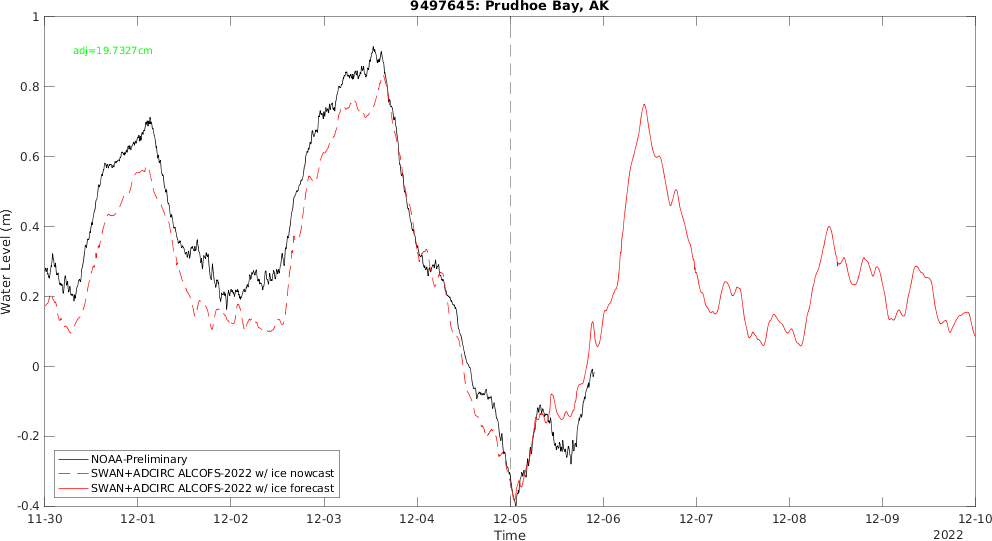 9497645: Prudhoe Bay, AK
adj=19.7327cm
Water Level (m)
1
0.8
0.6
0.4
0.2
0
-0.2
-0.4
NOAA-Preliminary
SWAN+ADCIRC ALCOFS-2022 w/ ice nowcast
SWAN+ADCIRC ALCOFS-2022 w/ ice forecast
11-30 12-01 12-02 12-03 12-04 12-05 12-06 12-07 12-08 12-09 12-10
Time
2022